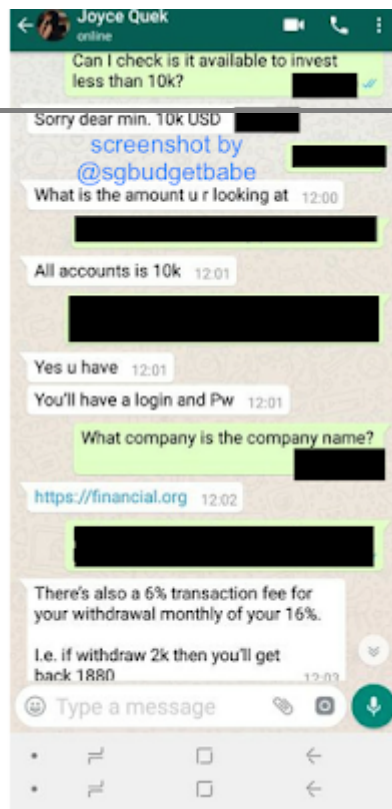 Joyce Quek
online
Can I check is it available to invest
less than 10k?
Sorry dear min. 10k USD
screenshot by
@sgbudgetbabe
What is the amount u r looking at 12:00
All accounts is 10k 12:01
Yes u have 12:01
You'll have a login and Pw 12:01
What company is the company name?
https://financial.org 12:02
There's also a 6% transaction fee for
your withdrawal monthly of your 16%.
I.e. if withdraw 2k then you'll get
back 1880 12:03
Type a message